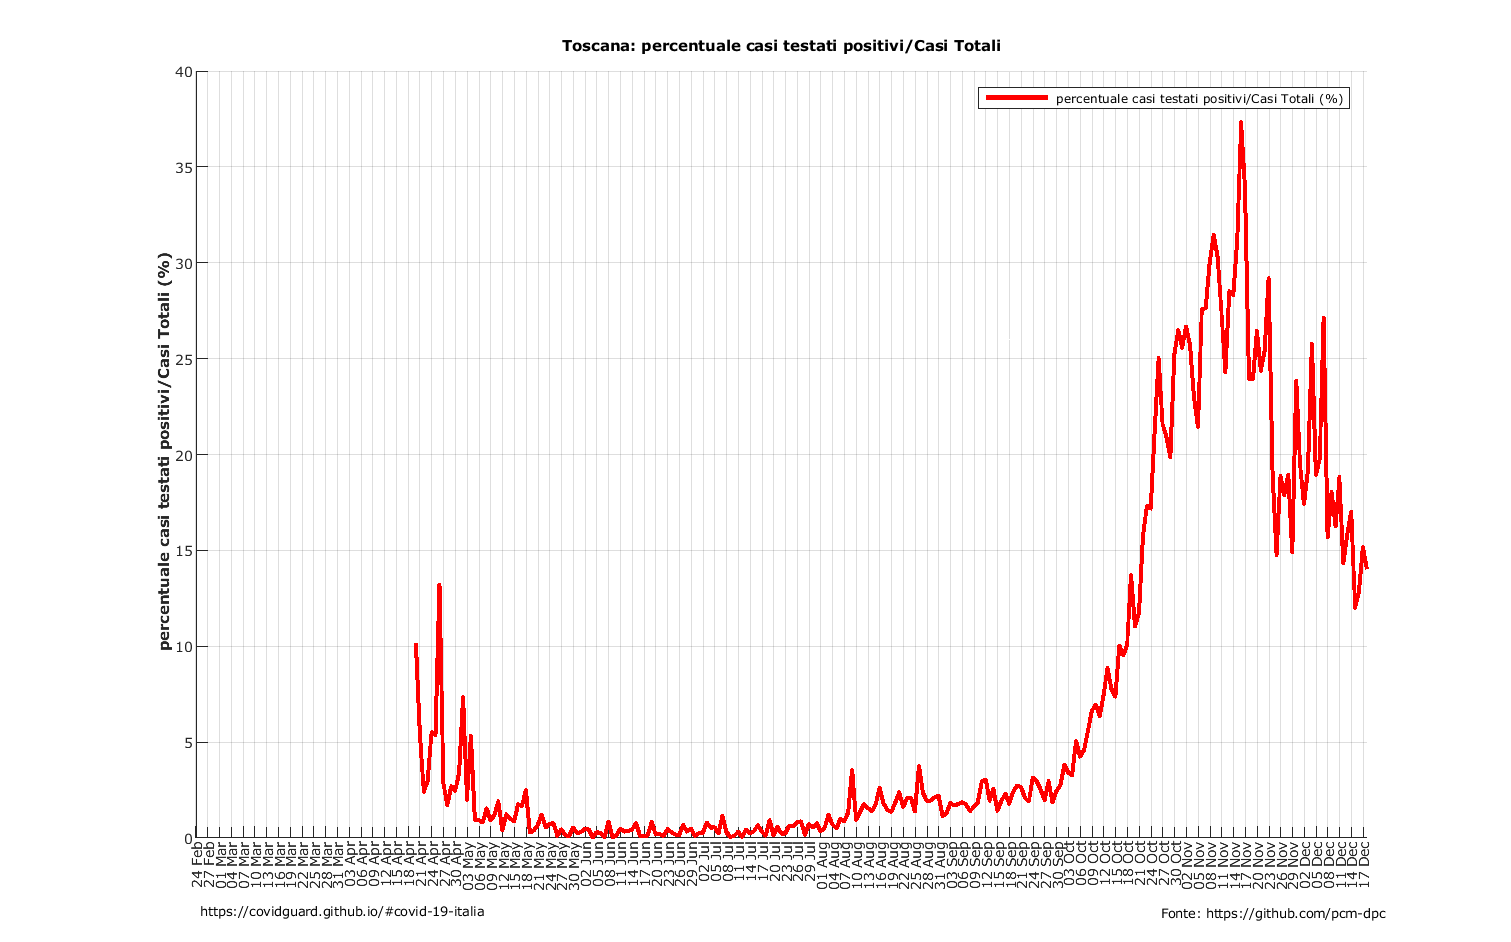 Toscana: percentuale casi testati positivi/Casi Totali
percentuale casi testati positivi/Casi Totali (%)
percentuale casi testati positivi/Casi Totali (%)
40
35
30
25
20
15
10
5
0
24 Feb
27 Feb
01 Mar
04 Mar
07 Mar
10 Mar
13 Mar
16 Mar
19 Mar
22 Mar
25 Mar
28 Mar
31 Mar
03 Apr
06 Apr
09 Apr
12 Apr
15 Apr
18 Apr
21 Apr
24 Apr
27 Apr
30 Apr
03 May
06 May
09 May
12 May
15 May
18 May
21 May
24 May
27 May
30 May
02 Jun
05 Jun
08 Jun
11 Jun
14 Jun
17 Jun
20 Jun
23 Jun
26 Jun
29 Jun
02 Jul
05 Jul
08 Jul
11 Jul
14 Jul
17 Jul
20 Jul
23 Jul
26 Jul
29 Jul
01 Aug
04 Aug
07 Aug
10 Aug
13 Aug
16 Aug
19 Aug
22 Aug
25 Aug
28 Aug
31 Aug
03 Sep
06 Sep
09 Sep
12 Sep
15 Sep
18 Sep
21 Sep
24 Sep
27 Sep
30 Sep
03 Oct
06 Oct
09 Oct
12 Oct
15 Oct
18 Oct
21 Oct
24 Oct
27 Oct
30 Oct
02 Nov
05 Nov
08 Nov
11 Nov
14 Nov
17 Nov
20 Nov
23 Nov
26 Nov
29 Nov
02 Dec
05 Dec
08 Dec
11 Dec
14 Dec
17 Dec
https://covidguard.github.io/#covid-19-italia
Fonte: https://github.com/pcm-dpc